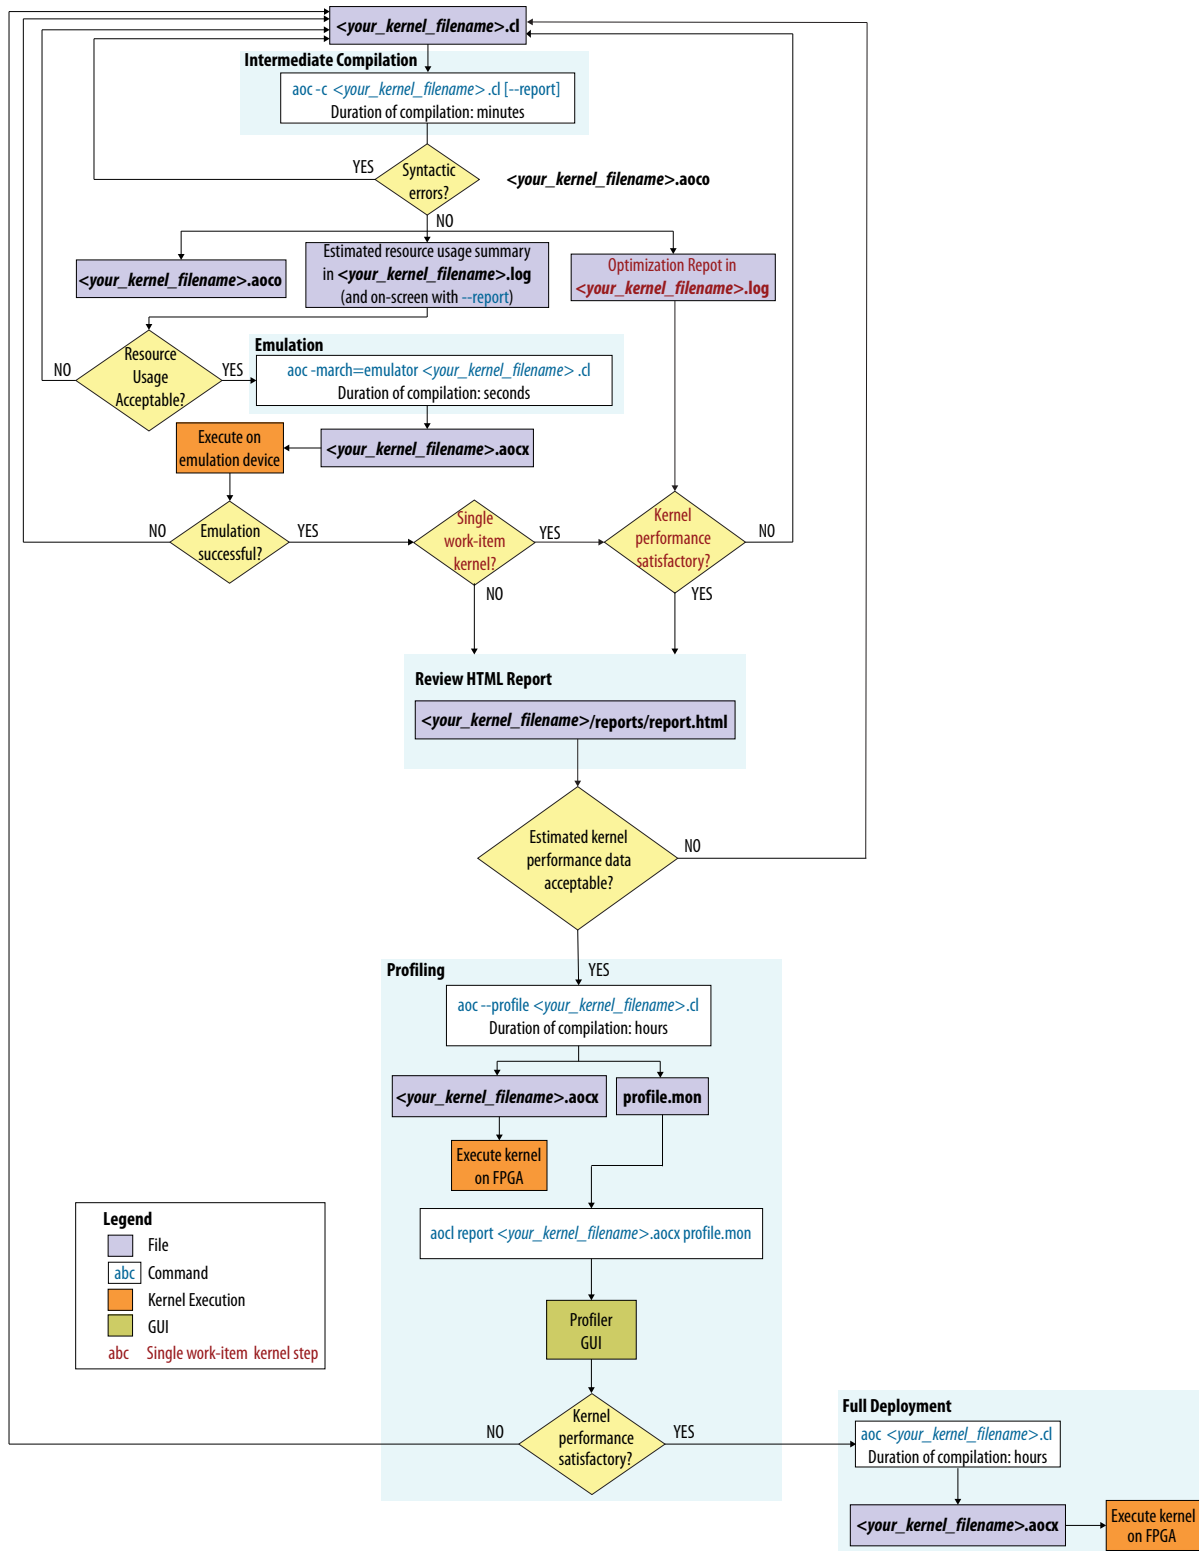 <your_kernel_filename>.cl
Intermediate Compilation
aoc -c <your_kernel_filename> .cl [--report]
Duration of compilation: minutes
YES
Syntactic
errors?
<your_kernel_filename>.aoco
NO
<your_kernel_filename>.aoco
Estimated resource usage summary
in <your_kernel_filename>.log
(and on-screen with --report)
Optimization Repot in
<your_kernel_filename>.log
NO
Resource
Usage
Acceptable?
YES
Emulation
aoc -march=emulator <your_kernel_filename> .cl
Duration of compilation: seconds
Execute on
emulation device
<your_kernel_filename>.aocx
NO
Emulation
successful?
YES
Single
work-item
kernel?
YES
Kernel
performance
satisfactory?
NO
NO
YES
Review HTML Report
<your_kernel_filename>/reports/report.html
Estimated kernel
performance data
acceptable?
NO
YES
Profiling
aoc --profile <your_kernel_filename>.cl
Duration of compilation: hours
<your_kernel_filename>.aocx
profile.mon
Execute kernel
on FPGA
aocl report <your_kernel_filename>.aocx profile.mon
Profiler
GUI
NO
Kernel
performance
satisfactory?
YES
Legend
File
abc Command
Kernel Execution
GUI
abc Single work-item kernel step
Full Deployment
aoc <your_kernel_filename>.cl
Duration of compilation: hours
<your_kernel_filename>.aocx
Execute kernel
on FPGA